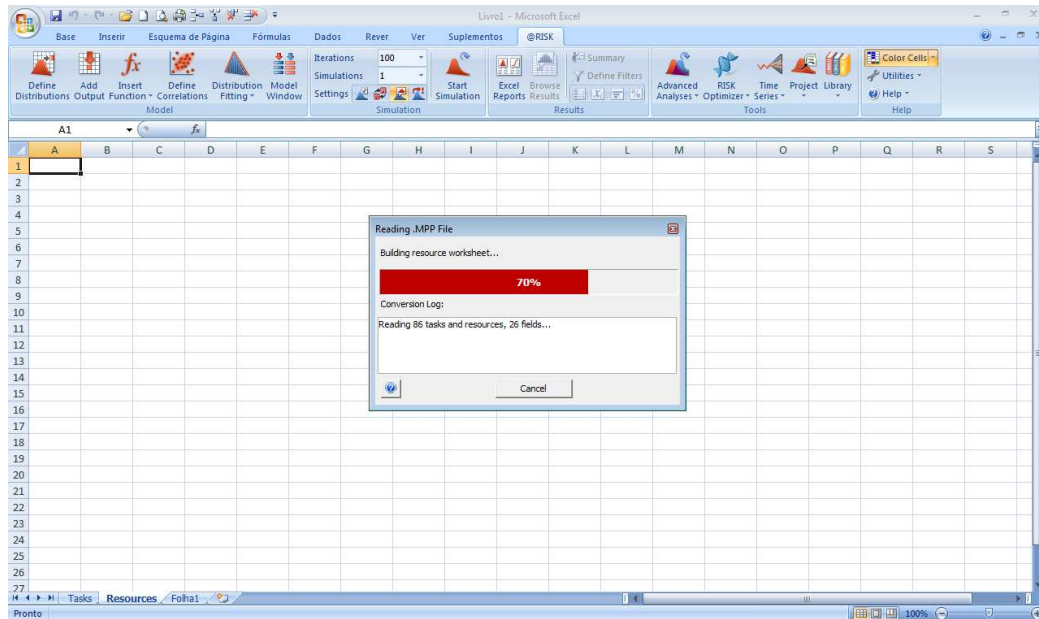 Livro1 - Microsoft Excel
Base Inserir Esquema de Página Fórmulas Dados Rever Ver Suplementos @RISK
Define Distributions
Add Output
Insert Function
Define Correlations
Distribution Fitting
Model Window
Model
Iterations 100
Simulations 1
Settings
Start Simulation
Simulation
Excel Reports
Browse Results
Summary
Define Filters
Results
Advanced Analyses
RISK Optimizer
Time Series
Project
Library
Tools
Color Cells
Utilities
Help
Help
A1 fx
A B C D E F G H I J K L M N O P Q R S
1
2
3
4
5
6
7
8
9
10
11
12
13
14
15
16
17
18
19
20
21
22
23
24
25
26
27
Reading .MPP File
Building resource worksheet...
70%
Conversion Log:
Reading 86 tasks and resources, 26 fields...
Cancel
Tasks Resources Folha1
Pronto 100%